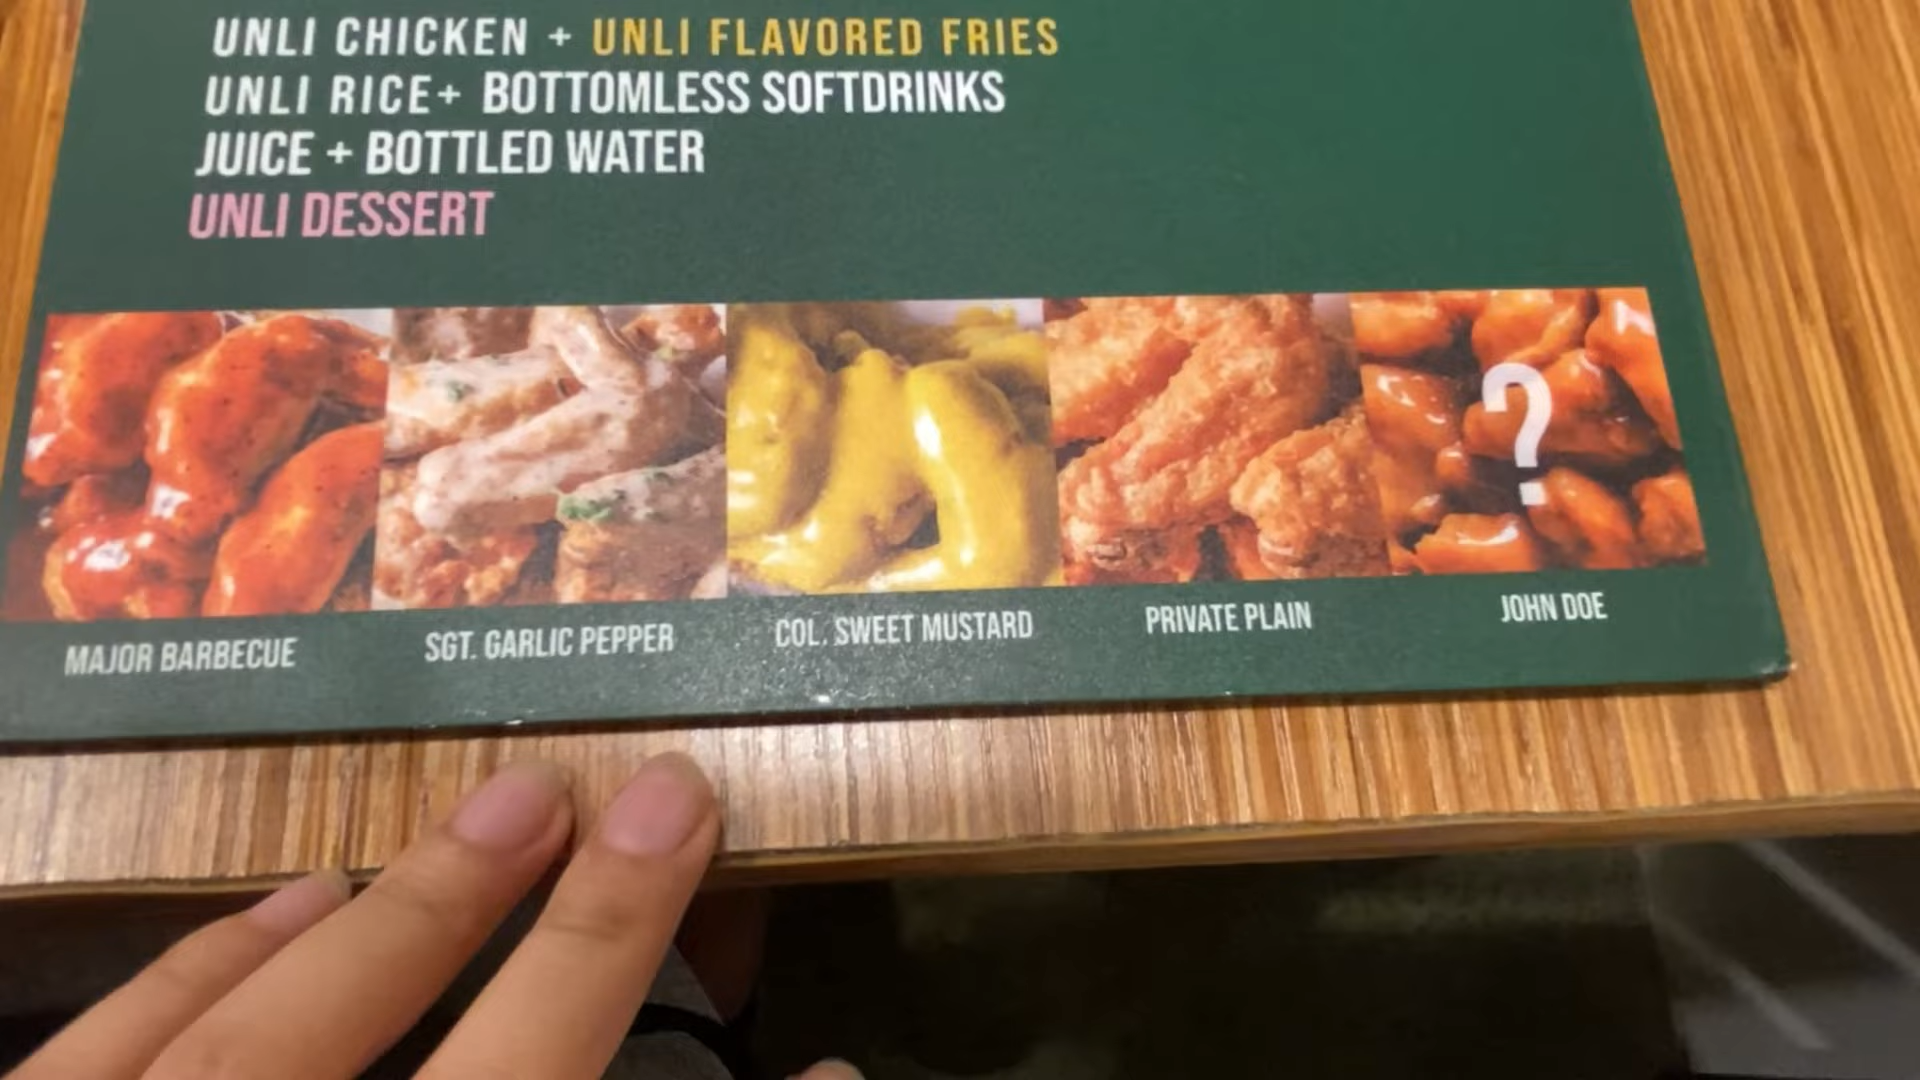 UNLI CHICKEN + UNLI FLAVORED FRIES
UNLI RICE+ BOTTOMLESS SOFTDRINKS
JUICE + BOTTLED WATER
UNLI DESSERT
?
MAJOR BARBECUE
SGT. GARLIC PEPPER
COL. SWEET MUSTARD
PRIVATE PLAIN
JOHN DOE